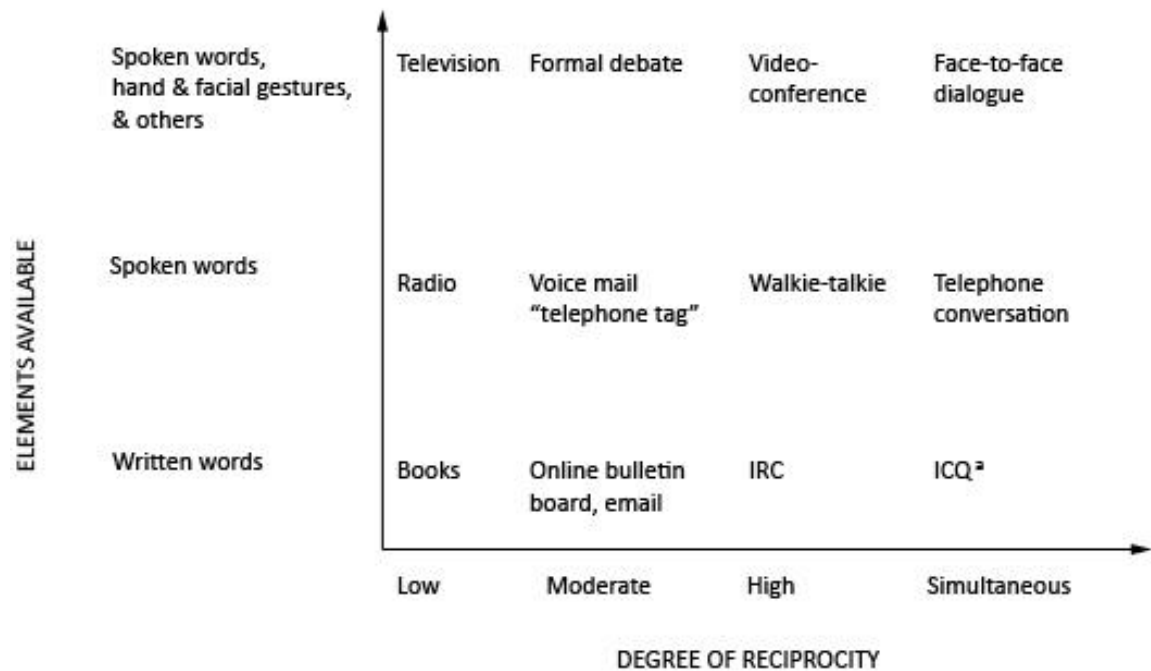 Spoken words,
hand & facial gestures,
& others
Television
Formal debate
Video-
conference
Face-to-face
dialogue
ELEMENTS AVAILABLE
Spoken words
Radio
Voice mail
“telephone tag”
Walkie-talkie
Telephone
conversation
Written words
Books
Online bulletin
board, email
IRC
ICQ ª
Low
Moderate
High
Simultaneous
DEGREE OF RECIPROCITY